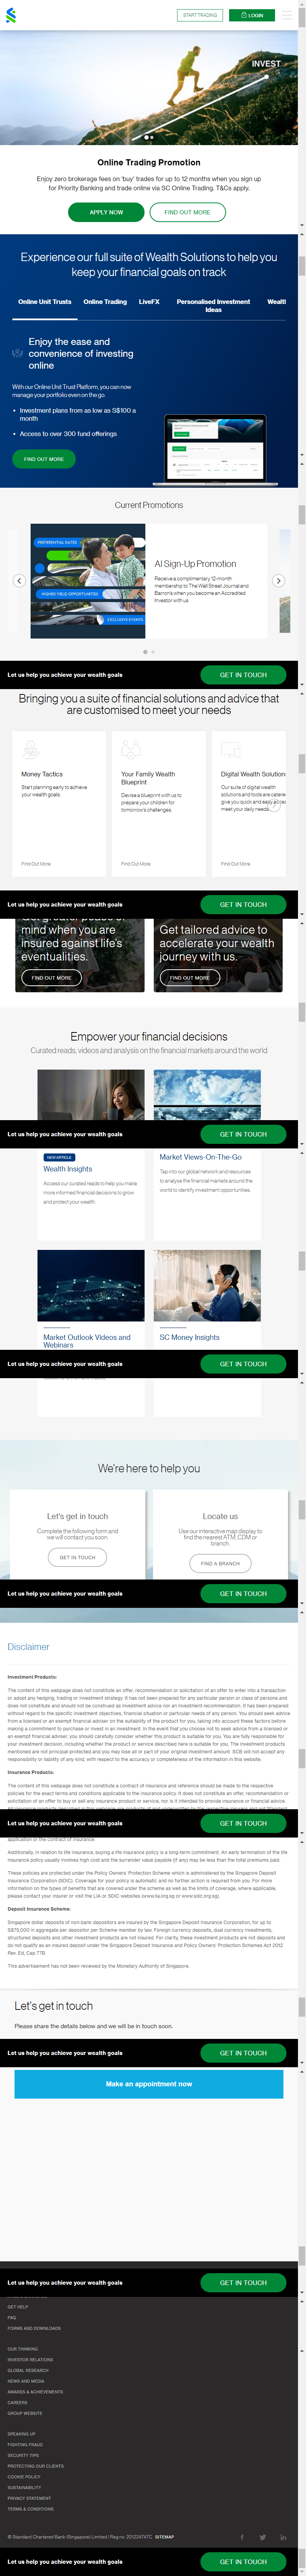 START TRADING
LOGIN
INVEST
Online Trading Promotion
Enjoy zero brokerage fees on 'buy' trades for up to 12 months when you sign up
for Priority Banking and trade online via SC Online Trading. T&Cs apply.
APPLY NOW
FIND OUT MORE
Experience our full suite of Wealth Solutions to help you
keep your financial goals on track
Online Unit Trusts
Online Trading
LiveFX
Personalised Investment
Ideas
Wealt
Enjoy the ease and
convenience of investing
online
With our Online Unit Trust Platform, you can now
manage your portfolio even on the go.
• Investment plans from as low as S$100 a
month
• Access to over 300 fund offerings
FIND OUT MORE
Current Promotions
PREFERENTIAL RATES
HIGHER YIELD OPPORTUNITIES
EXCLUSIVE EVENTS
AI Sign-Up Promotion
Receive a complimentary 12-month
membership to The Wall Street Journal and
Barron's when you become an Accredited
Investor with us.
Let us help you achieve your wealth goals
GET IN TOUCH
Bringing you a suite of financial solutions and advice that
are customised to meet your needs
Money Tactics
Start planning early to achieve
your wealth goals.
Find Out More
Your Family Wealth
Blueprint
Devise a blueprint with us to
prepare your children for
tomorrow's challenges.
Find Out More
Digital Wealth Solution
Our suite of digital wealth
solutions and tools are catere
give you quick and easy acces
meet your daily needs.
Find Out More
Let us help you achieve your wealth goals
GET IN TOUCH
Get greater peace of
mind when you are
insured against life's
eventualities.
FIND OUT MORE
Get tailored advice to
accelerate your wealth
journey with us.
FIND OUT MORE
Empower your financial decisions
Curated reads, videos and analysis on the financial markets around the world
Let us help you achieve your wealth goals
GET IN TOUCH
NEW ARTICLE
Wealth Insights
Access our curated reads to help you make
more informed financial decisions to grow
and protect your wealth.
Market Views-On-The-Go
Tap into our global network and resources
to analyse the financial markets around the
world to identify investment opportunities.
Market Outlook Videos and
Webinars
SC Money Insights
Let us help you achieve your wealth goals
GET IN TOUCH
We're here to help you
Let's get in touch
Complete the following form and
we will contact you soon.
GET IN TOUCH
Locate us
Use our interactive map display to
find the nearest ATM, CDM or
branch.
FIND A BRANCH
Let us help you achieve your wealth goals
GET IN TOUCH
Disclaimer
Investment Products:
The content of this webpage does not constitute an offer, recommendation or solicitation of an offer to enter into a transaction
or adopt any hedging, trading or investment strategy. It has not been prepared for any particular person or class of persons and
does not constitute and should not be construed as investment advice nor an investment recommendation. It has been prepared
without regard to the specific investment objectives, financial situation or particular needs of any person. You should seek advice
from a licensed or an exempt financial adviser on the suitability of the product for you, taking into account these factors before
making a commitment to purchase or invest in an investment. In the event that you choose not to seek advice from a licensed or
an exempt financial adviser, you should carefully consider whether this product is suitable for you. You are fully responsible for
your investment decision, including whether the product or service described here is suitable for you. The investment products
mentioned are not principal protected and you may lose all or part of your original investment amount. SCB will not accept any
responsibility or liability of any kind, with respect to the accuracy or completeness of the information in this website.
Insurance Products:
The content of this webpage does not constitute a contract of insurance and reference should be made to the respective
policies for the exact terms and conditions applicable to the insurance policy. It does not constitute an offer, recommendation or
solicitation of an offer to buy or sell any insurance product or service, nor is it intended to provide insurance or financial advice.
Let us help you achieve your wealth goals
GET IN TOUCH
application or the contract of insurance.
Additionally, in relation to life insurance, buying a life insurance policy is a long-term commitment. An early termination of the life
insurance policy usually involves high cost and the surrender value payable (if any) may be less than the total premiums paid.
These policies are protected under the Policy Owners' Protection Scheme which is administered by the Singapore Deposit
Insurance Corporation (SDIC). Coverage for your policy is automatic and no further action is required from you. For more
information on the types of benefits that are covered under the scheme as well as the limits of coverage, where applicable,
please contact your insurer or visit the LIA or SDIC websites (www.lia.org.sg or www.sdic.org.sg).
Deposit Insurance Scheme:
Singapore dollar deposits of non-bank depositors are insured by the Singapore Deposit Insurance Corporation, for up to
S$75,000 in aggregate per depositor per Scheme member by law. Foreign currency deposits, dual currency investments,
structured deposits and other investment products are not insured. For clarity, these investment products are not deposits and
do not qualify as an insured deposit under the Singapore Deposit Insurance and Policy Owners' Protection Schemes Act 2012
Rev. Ed, Cap 77B.
This advertisement has not been reviewed by the Monetary Authority of Singapore.
Let's get in touch
Please share the details below and we will be in touch soon.
Let us help you achieve your wealth goals
GET IN TOUCH
Make an appointment now
Let us help you achieve your wealth goals
GET IN TOUCH
GET HELP
FAQ
FORMS AND DOWNLOADS
OUR THINKING
INVESTOR RELATIONS
GLOBAL RESEARCH
NEWS AND MEDIA
AWARDS & ACHIEVEMENTS
CAREERS
GROUP WEBSITE
SPEAKING UP
FIGHTING FRAUD
SECURITY TIPS
PROTECTING OUR CLIENTS
COOKIE POLICY
SUSTAINABILITY
PRIVACY STATEMENT
TERMS & CONDITIONS
© Standard Chartered Bank (Singapore) Limited | Reg no. 201224747C SITEMAP
Let us help you achieve your wealth goals
GET IN TOUCH